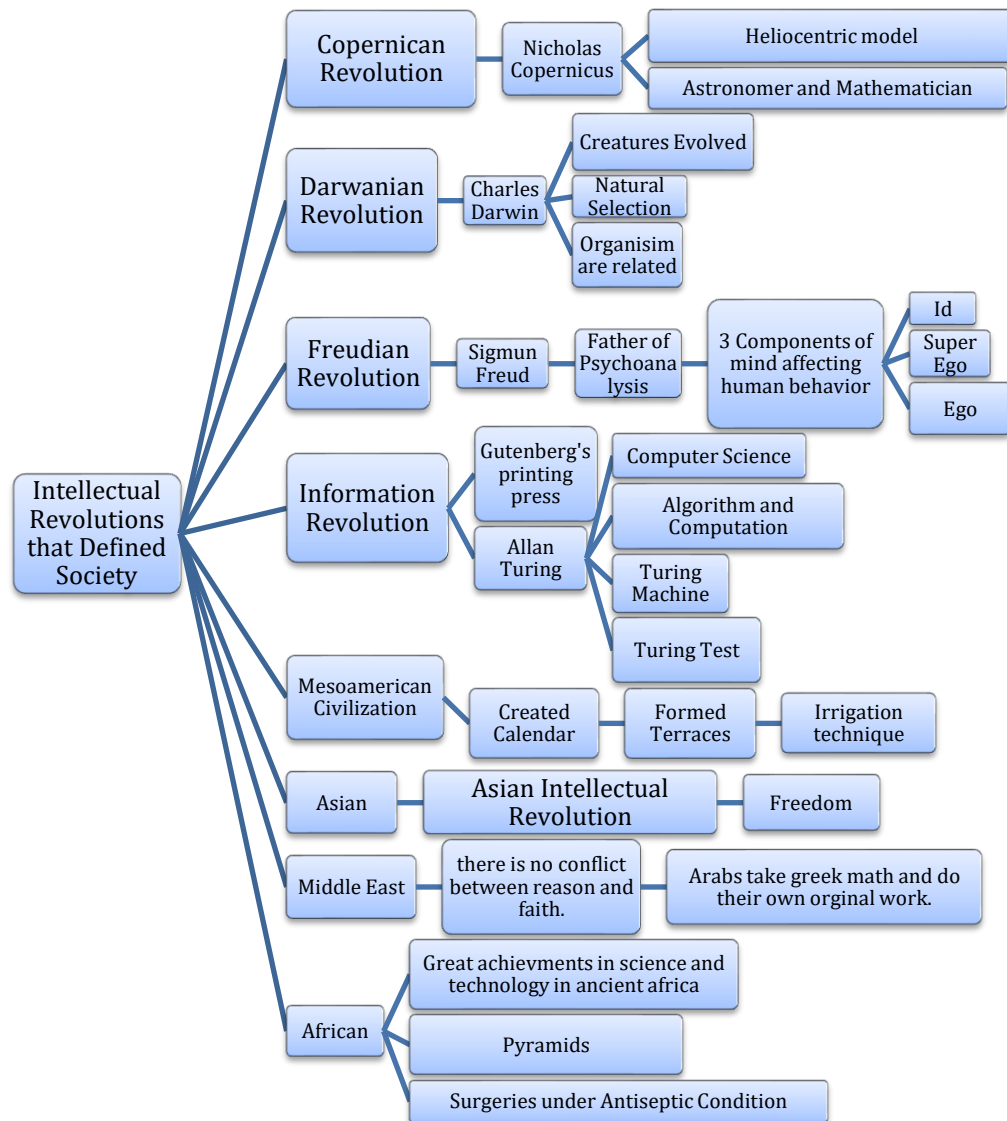 Intellectual
Revolutions
that Defined
Society
Copernican
Revolution
Nicholas
Copernicus
Heliocentric model
Astronomer and Mathematician
Darwanian
Revolution
Charles
Darwin
Creatures Evolved
Natural
Selection
Organisim
are related
Freudian
Revolution
Sigmun
Freud
Father of
Psychoana
lysis
3 Components of
mind affecting
human behavior
Id
Super
Ego
Ego
Information
Revolution
Gutenberg's
printing
press
Allan
Turing
Computer Science
Algorithm and
Computation
Turing
Machine
Turing Test
Mesoamerican
Civilization
Created
Calendar
Formed
Terraces
Irrigation
technique
Asian
Asian Intellectual
Revolution
Freedom
Middle East
there is no conflict
between reason and
faith.
Arabs take greek math and do
their own orginal work.
African
Great achievments in science and
technology in ancient africa
Pyramids
Surgeries under Antiseptic Condition